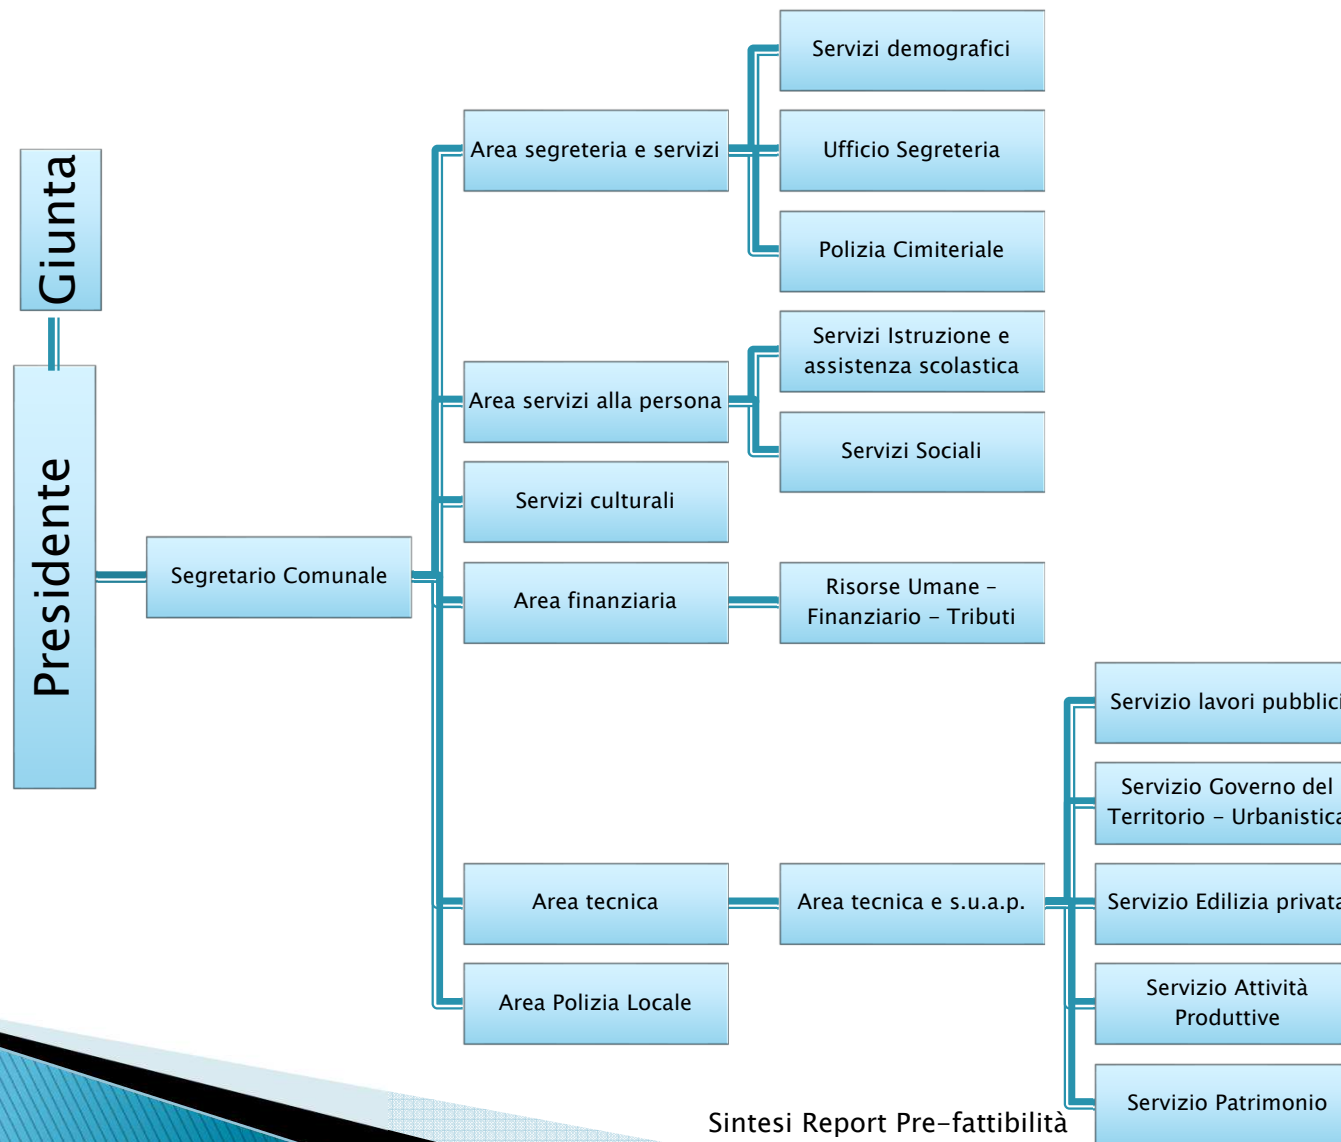 Giunta
Presidente
Segretario Comunale
Area segreteria e servizi
Servizi demografici
Ufficio Segreteria
Polizia Cimiteriale
Area servizi alla persona
Servizi Istruzione e
assistenza scolastica
Servizi Sociali
Servizi culturali
Area finanziaria
Risorse Umane –
Finanziario – Tributi
Area tecnica
Area tecnica e s.u.a.p.
Servizio lavori pubblici
Servizio Governo del
Territorio – Urbanistica
Servizio Edilizia privata
Servizio Attività
Produttive
Servizio Patrimonio
Area Polizia Locale
Sintesi Report Pre-fattibilità